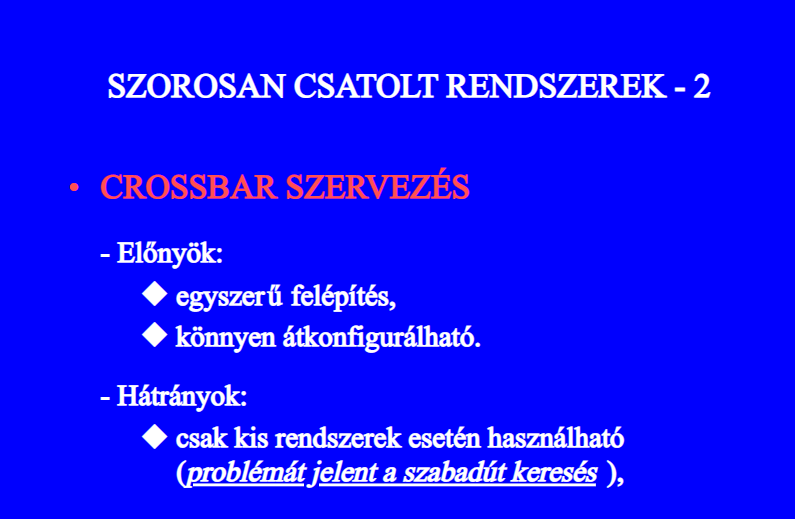 SZOROSAN CSATOLT RENDSZEREK - 2
• CROSSBAR SZERVEZÉS
- Előnyök:
◆ egyszerű felépítés,
◆ könnyen átkonfigurálható.
- Hátrányok:
◆ csak kis rendszerek esetén használható
(problémát jelent a szabadút keresés ),